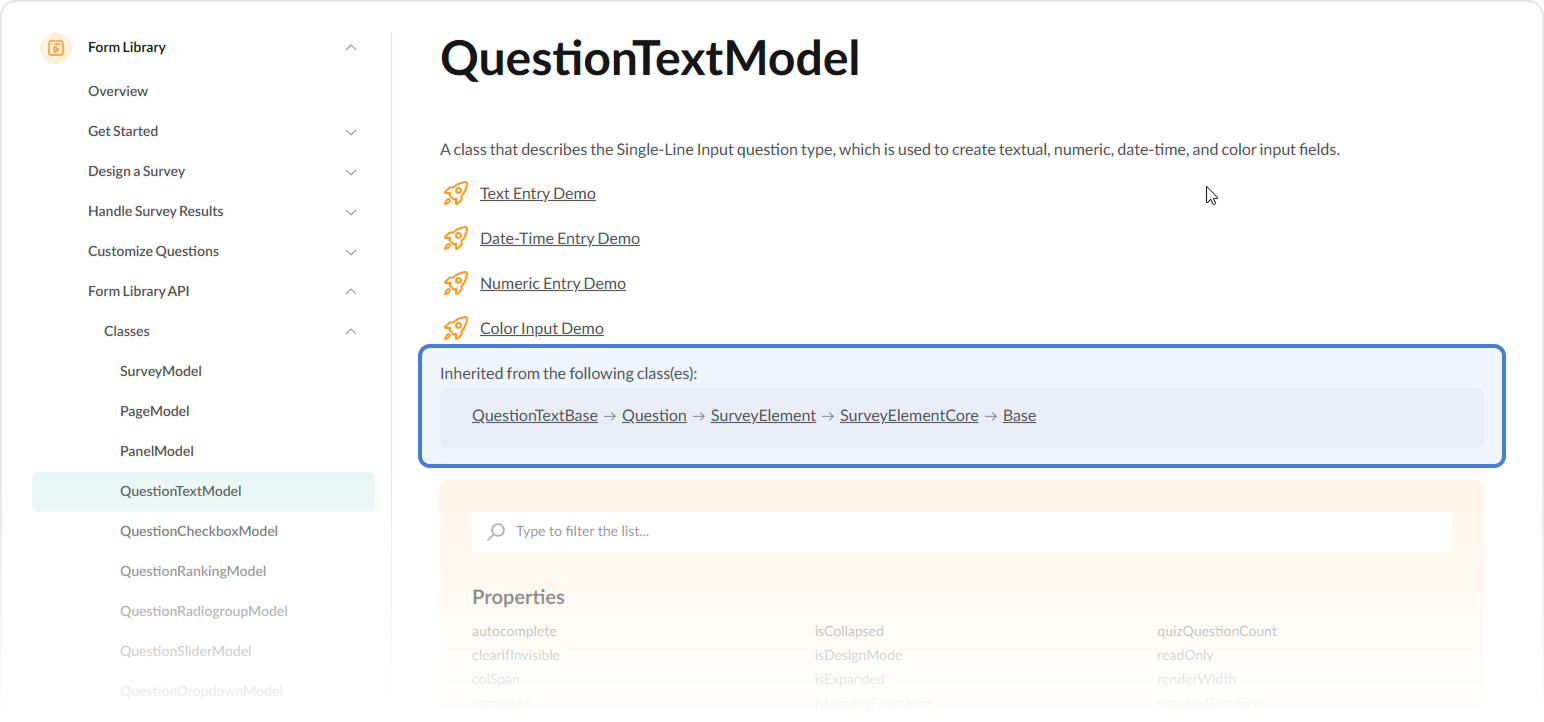 Form Library
Overview
Get Started
Design a Survey
Handle Survey Results
Customize Questions
Form Library API
Classes
SurveyModel
PageModel
PanelModel
QuestionTextModel
QuestionCheckboxModel
QuestionRankingModel
QuestionRadiogroupModel
QuestionSliderModel
QuestionDropdownModel
QuestionTextModel
A class that describes the Single-Line Input question type, which is used to create textual, numeric, date-time, and color input fields.
Text Entry Demo
Date-Time Entry Demo
Numeric Entry Demo
Color Input Demo
Inherited from the following class(es):
QuestionTextBase → Question → SurveyElement → SurveyElementCore → Base
Type to filter the list...
Properties
autocomplete isCollapsed quizQuestionCount
clearIfInvisible isDesignMode readOnly
colSpan isExpanded renderWidth
comment isLoadingFromJson requiredErrorText